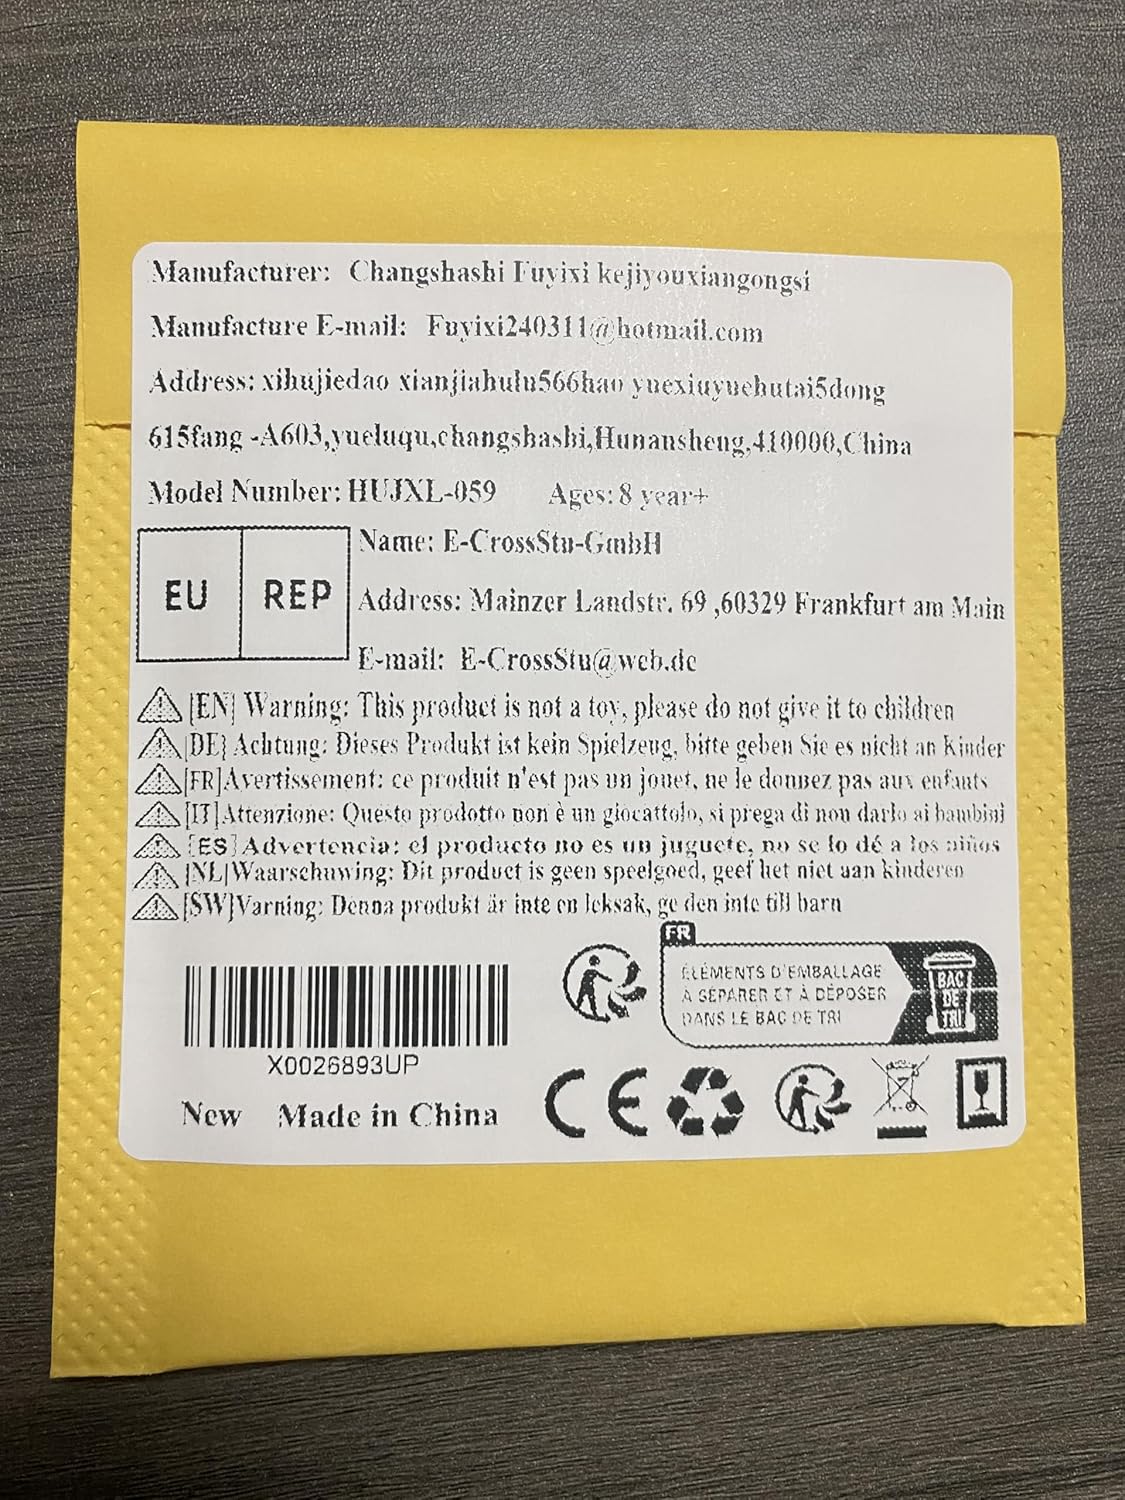 Manufacturer: Changshashi Fuyixi kejiyouxiangongsi
Manufacture E-mail: Fuyixi240311@hotmail.com
Address: xihujiedao xianjiahulu566hao yuexiuyuehutai5dong
615fang -A603,yueluqu,changshashi,Hunansheng,410000,China
Model Number: HUJXL-059 Ages: 8 year+
EU REP
Name: E-CrossStu-GmbH
Address: Mainzer Landstr. 69 ,60329 Frankfurt am Main
E-mail: E-CrossStu@web.de
[EN] Warning: This product is not a toy, please do not give it to children
[DE] Achtung: Dieses Produkt ist kein Spielzeug, bitte geben Sie es nicht an Kinder
[FR]Avertissement: ce produit n'est pas un jouet, ne le donnez pas aux enfants
[IT]Attenzione: Questo prodotto non è un giocattolo, si prega di non darlo ai bambini
[ES]Advertencia: el producto no es un juguete, no se lo dé a los niños
[NL]Waarschuwing: Dit product is geen speelgoed, geef het niet aan kinderen
[SW]Varning: Denna produkt är inte en leksak, ge den inte till barn
FR
ÉLÉMENTS D'EMBALLAGE
À SÉPARER ET À DÉPOSER
DANS LE BAC DE TRI
BAC
DE
TRI
X0026893UP
New Made in China
CE